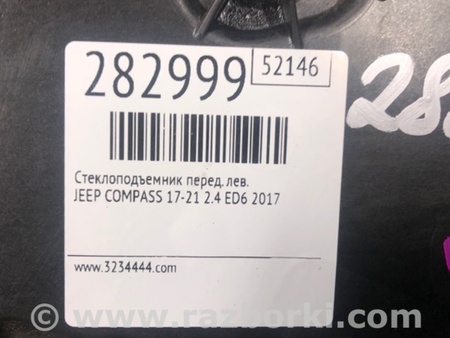 282999
52146
28
Стеклоподъемник перед. лев.
JEEP COMPASS 17-21 2.4 ED6 2017
www.3234444.com
© www.razborki.com